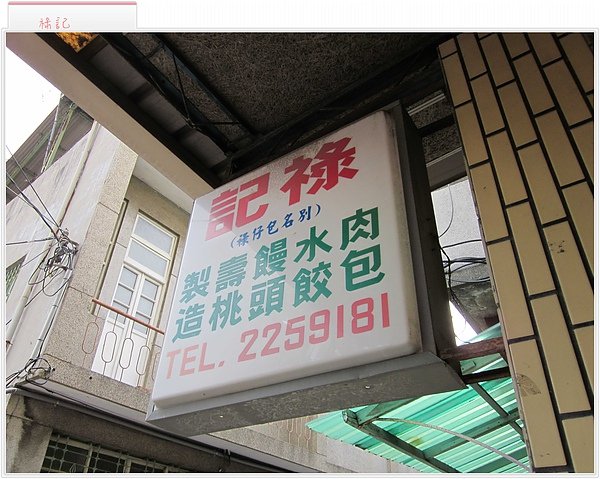 祿記
祿記
(別名包仔祿)
肉包
水餃
饅頭
壽桃
製造
TEL. 2259181